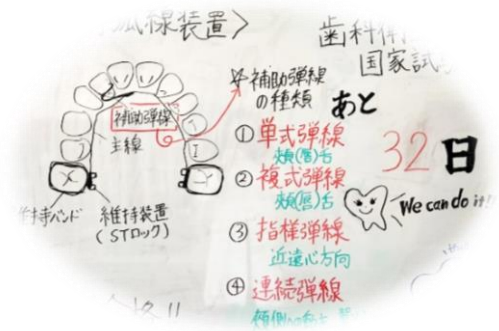 弧線装置〉
補助弾線
主線
維持バンド
維持装置
(STロック)
※補助弾線
の種類
① 単式弾線
頬(唇)舌
② 複式弾線
頬(唇)舌
③ 指様弾線
近遠心方向
④ 連続弾線
歯科衛
国家試
あと
32日
We can do it!!
合格!!